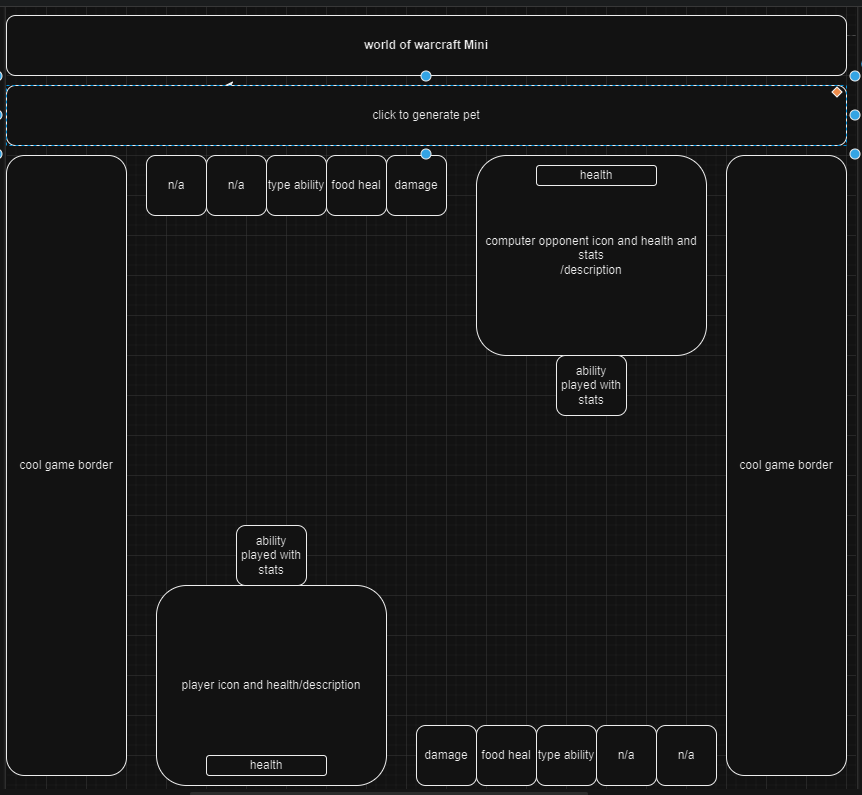 world of warcraft Mini
click to generate pet
n/a
n/a
type ability
food heal
damage
health
computer opponent icon and health and
stats
/description
ability
played with
stats
cool game border
cool game border
ability
played with
stats
player icon and health/description
health
damage
food heal
type ability
n/a
n/a